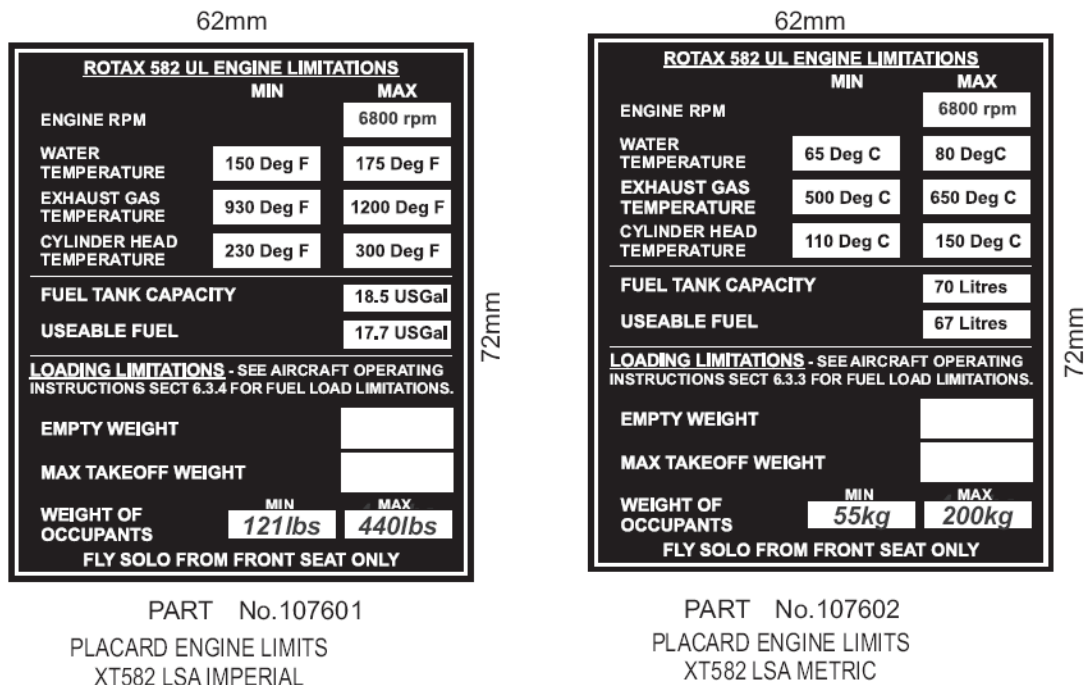 62mm
ROTAX 582 UL ENGINE LIMITATIONS
MIN MAX
ENGINE RPM 6800 rpm
WATER
TEMPERATURE 150 Deg F 175 Deg F
EXHAUST GAS
TEMPERATURE 930 Deg F 1200 Deg F
CYLINDER HEAD
TEMPERATURE 230 Deg F 300 Deg F
FUEL TANK CAPACITY 18.5 USGal
USEABLE FUEL 17.7 USGal
LOADING LIMITATIONS - SEE AIRCRAFT OPERATING
INSTRUCTIONS SECT 6.3.4 FOR FUEL LOAD LIMITATIONS.
EMPTY WEIGHT
MAX TAKEOFF WEIGHT
MIN MAX
WEIGHT OF
OCCUPANTS 121lbs 440lbs
FLY SOLO FROM FRONT SEAT ONLY
72mm
PART No.107601
PLACARD ENGINE LIMITS
XT582 LSA IMPERIAL
62mm
ROTAX 582 UL ENGINE LIMITATIONS
MIN MAX
ENGINE RPM 6800 rpm
WATER
TEMPERATURE 65 Deg C 80 DegC
EXHAUST GAS
TEMPERATURE 500 Deg C 650 Deg C
CYLINDER HEAD
TEMPERATURE 110 Deg C 150 Deg C
FUEL TANK CAPACITY 70 Litres
USEABLE FUEL 67 Litres
LOADING LIMITATIONS - SEE AIRCRAFT OPERATING
INSTRUCTIONS SECT 6.3.3 FOR FUEL LOAD LIMITATIONS.
EMPTY WEIGHT
MAX TAKEOFF WEIGHT
MIN MAX
WEIGHT OF
OCCUPANTS 55kg 200kg
FLY SOLO FROM FRONT SEAT ONLY
72mm
PART No.107602
PLACARD ENGINE LIMITS
XT582 LSA METRIC